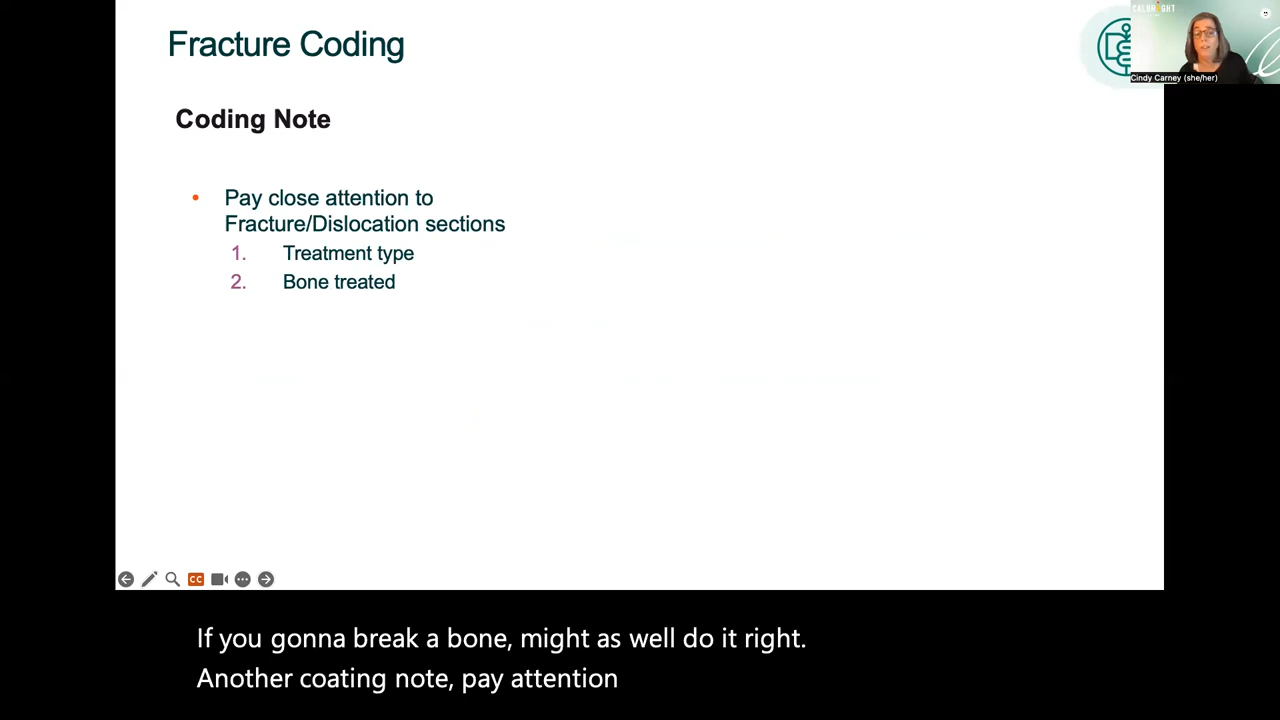 Fracture Coding
CALBRIGHT
Cindy Carney (she/her)
Coding Note
• Pay close attention to
Fracture/Dislocation sections
1. Treatment type
2. Bone treated
CC
If you gonna break a bone, might as well do it right.
Another coating note, pay attention